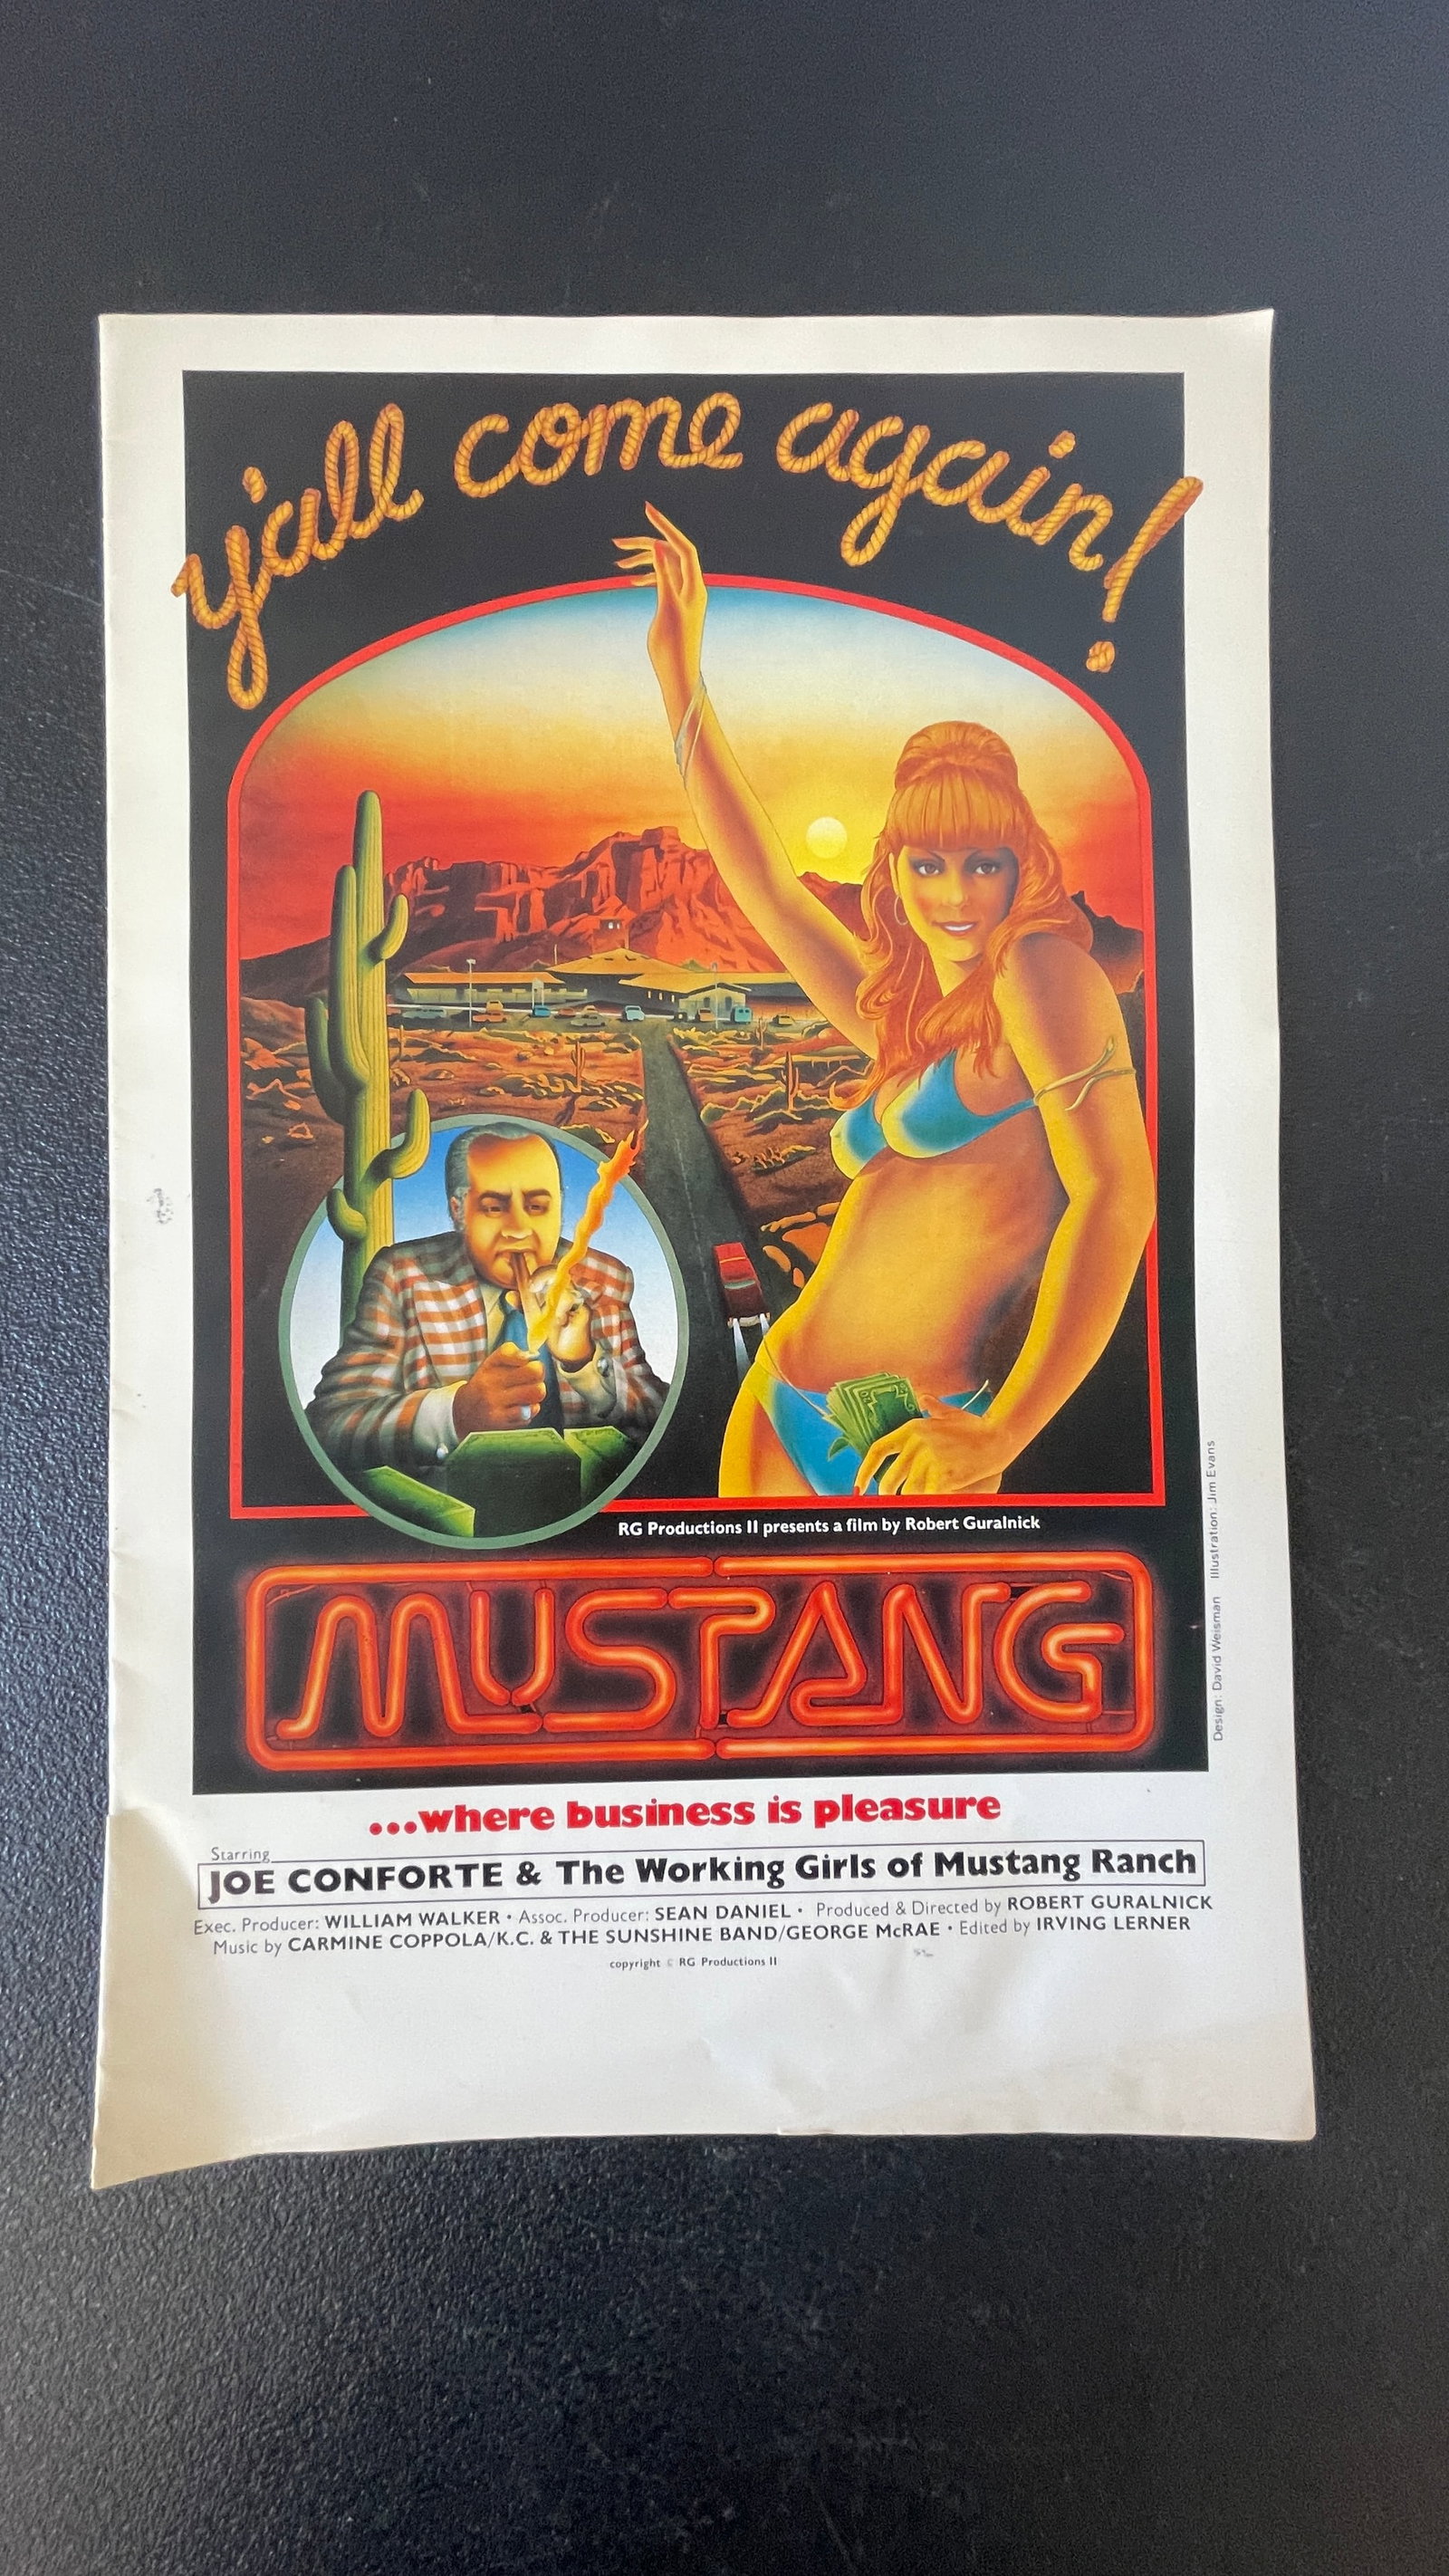 y'all come again!
RG Productions II presents a film by Robert Guralnick
MUSTANG
...where business is pleasure
Starring
JOE CONFORTE & The Working Girls of Mustang Ranch
Exec. Producer: WILLIAM WALKER • Assoc. Producer: SEAN DANIEL • Produced & Directed by ROBERT GURALNICK
Music by CARMINE COPPOLA/K.C. & THE SUNSHINE BAND/GEORGE McRAE • Edited by IRVING LERNER
copyright © RG Productions II
Design: David Weisman Illustration: Jim Evans